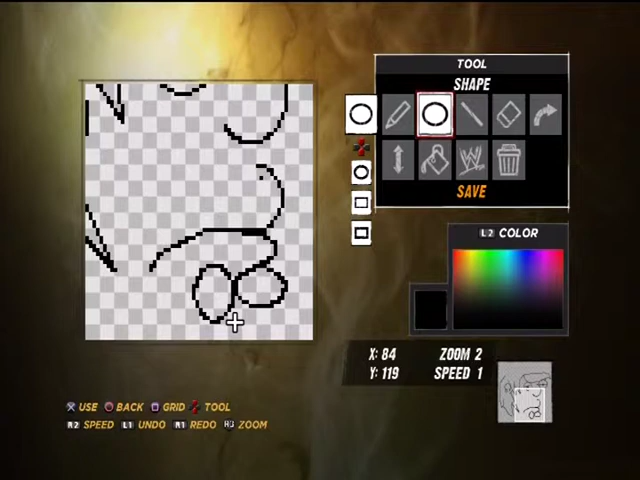 TOOL
SHAPE
SAVE
L2 COLOR
X: 84 ZOOM 2
Y: 119 SPEED 1
USE BACK GRID TOOL
R2 SPEED L1 UNDO R1 REDO R3 ZOOM